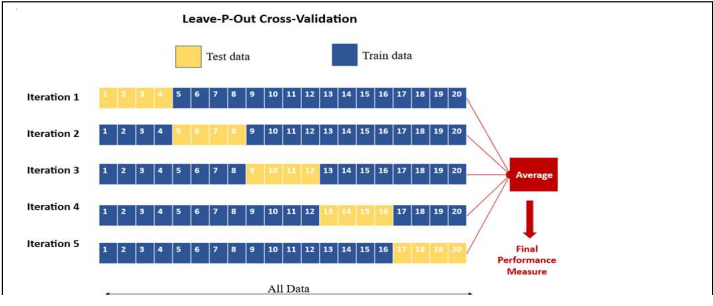 Leave-P-Out Cross-Validation
Test data
Train data
Iteration 1
1 2 3 4 5 6 7 8 9 10 11 12 13 14 15 16 17 18 19 20
Iteration 2
1 2 3 4 5 6 7 8 9 10 11 12 13 14 15 16 17 18 19 20
Iteration 3
1 2 3 4 5 6 7 8 9 10 11 12 13 14 15 16 17 18 19 20
Average
Iteration 4
1 2 3 4 5 6 7 8 9 10 11 12 13 14 15 16 17 18 19 20
Iteration 5
1 2 3 4 5 6 7 8 9 10 11 12 13 14 15 16 17 18 19 20
Final
Performance
Measure
All Data